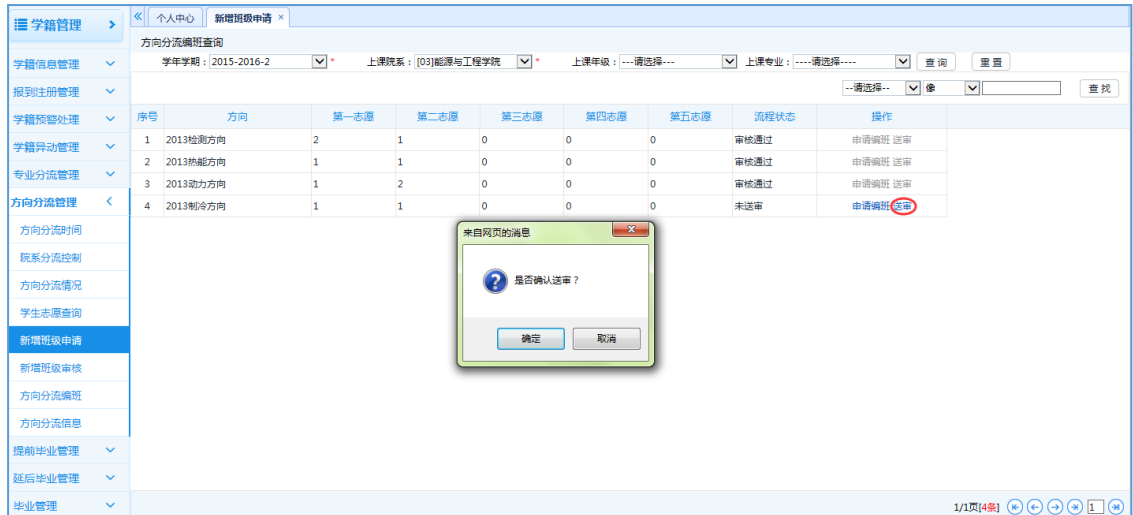 学籍管理
学籍信息管理
报到注册管理
学籍预警处理
学籍异动管理
专业分流管理
方向分流管理
方向分流时间
院系分流控制
方向分流情况
学生志愿查询
新增班级申请
新增班级审核
方向分流编班
方向分流信息
提前毕业管理
延后毕业管理
毕业管理
个人中心 新增班级申请 ×
方向分流编班查询
学年学期：2015-2016-2 * 上课院系：[03]能源与工程学院 * 上课年级：---请选择--- 上课专业：----请选择---- 查 询 重 置
--请选择-- 像 查 找
序号 方向 第一志愿 第二志愿 第三志愿 第四志愿 第五志愿 流程状态 操作
1 2013检测方向 2 1 0 0 0 审核通过 申请编班 送审
2 2013热能方向 1 1 0 0 0 审核通过 申请编班 送审
3 2013动力方向 1 2 0 0 0 审核通过 申请编班 送审
4 2013制冷方向 1 1 0 0 0 未送审 申请编班 送审
来自网页的消息
是否确认送审？
确定 取消
1/1页[4条] 1